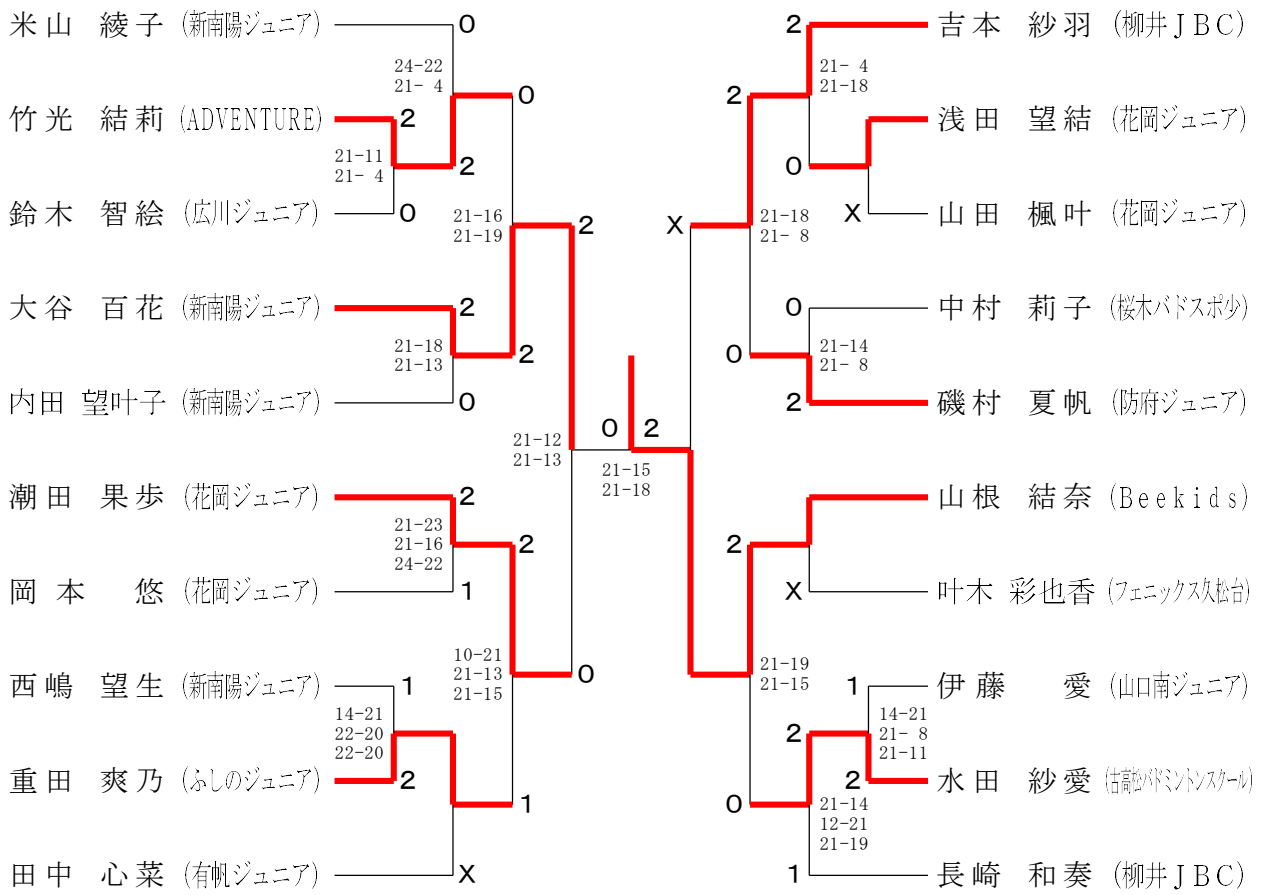 米山 綾子 (新南陽ジュニア) 0
24-22
21- 4
0
竹光 結莉 (ADVENTURE) 2
21-11
21- 4
2
鈴木 智絵 (広川ジュニア) 0
21-16
21-19
2
大谷 百花 (新南陽ジュニア) 2
21-18
21-13
2
内田 望叶子 (新南陽ジュニア) 0
21-12
21-13
潮田 果歩 (花岡ジュニア) 2
21-23
21-16
24-22
2
岡本 悠 (花岡ジュニア) 1
10-21
21-13
21-15
0
西嶋 望生 (新南陽ジュニア) 1
14-21
22-20
22-20
重田 爽乃 (ふしのジュニア) 2
1
田中 心菜 (有帆ジュニア) X
0 2
21-15
21-18
2 吉本 紗羽 (柳井JBC)
21- 4
21-18
2
浅田 望結 (花岡ジュニア)
0
X 山田 楓叶 (花岡ジュニア)
X
21-18
21- 8
0 中村 莉子 (桜木バドスポ少)
21-14
21- 8
0
2 磯村 夏帆 (防府ジュニア)
山根 結奈 (Beekids)
2
X 叶木 彩也香 (フェニックス久松台)
21-19
21-15
1 伊藤 愛 (山口南ジュニア)
14-21
21- 8
21-11
2
2 水田 紗愛 (古高松バドミントンスクール)
0
21-14
12-21
21-19
1 長崎 和奏 (柳井JBC)